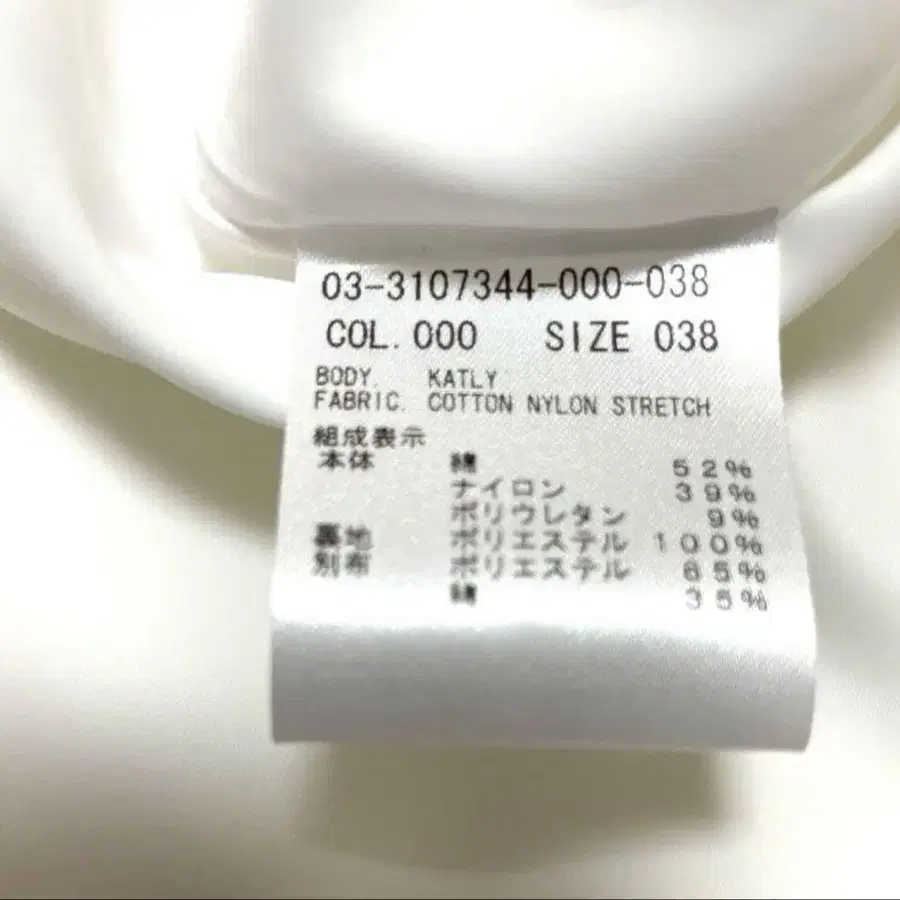 03-3107344-000-038
COL. 000 SIZE 038
BODY. KATLY
FABRIC. COTTON NYLON STRETCH
組成表示
本体 綿 52%
ナイロン 39%
ポリウレタン 9%
裏地 ポリエステル 100%
別布 ポリエステル 65%
綿 35%